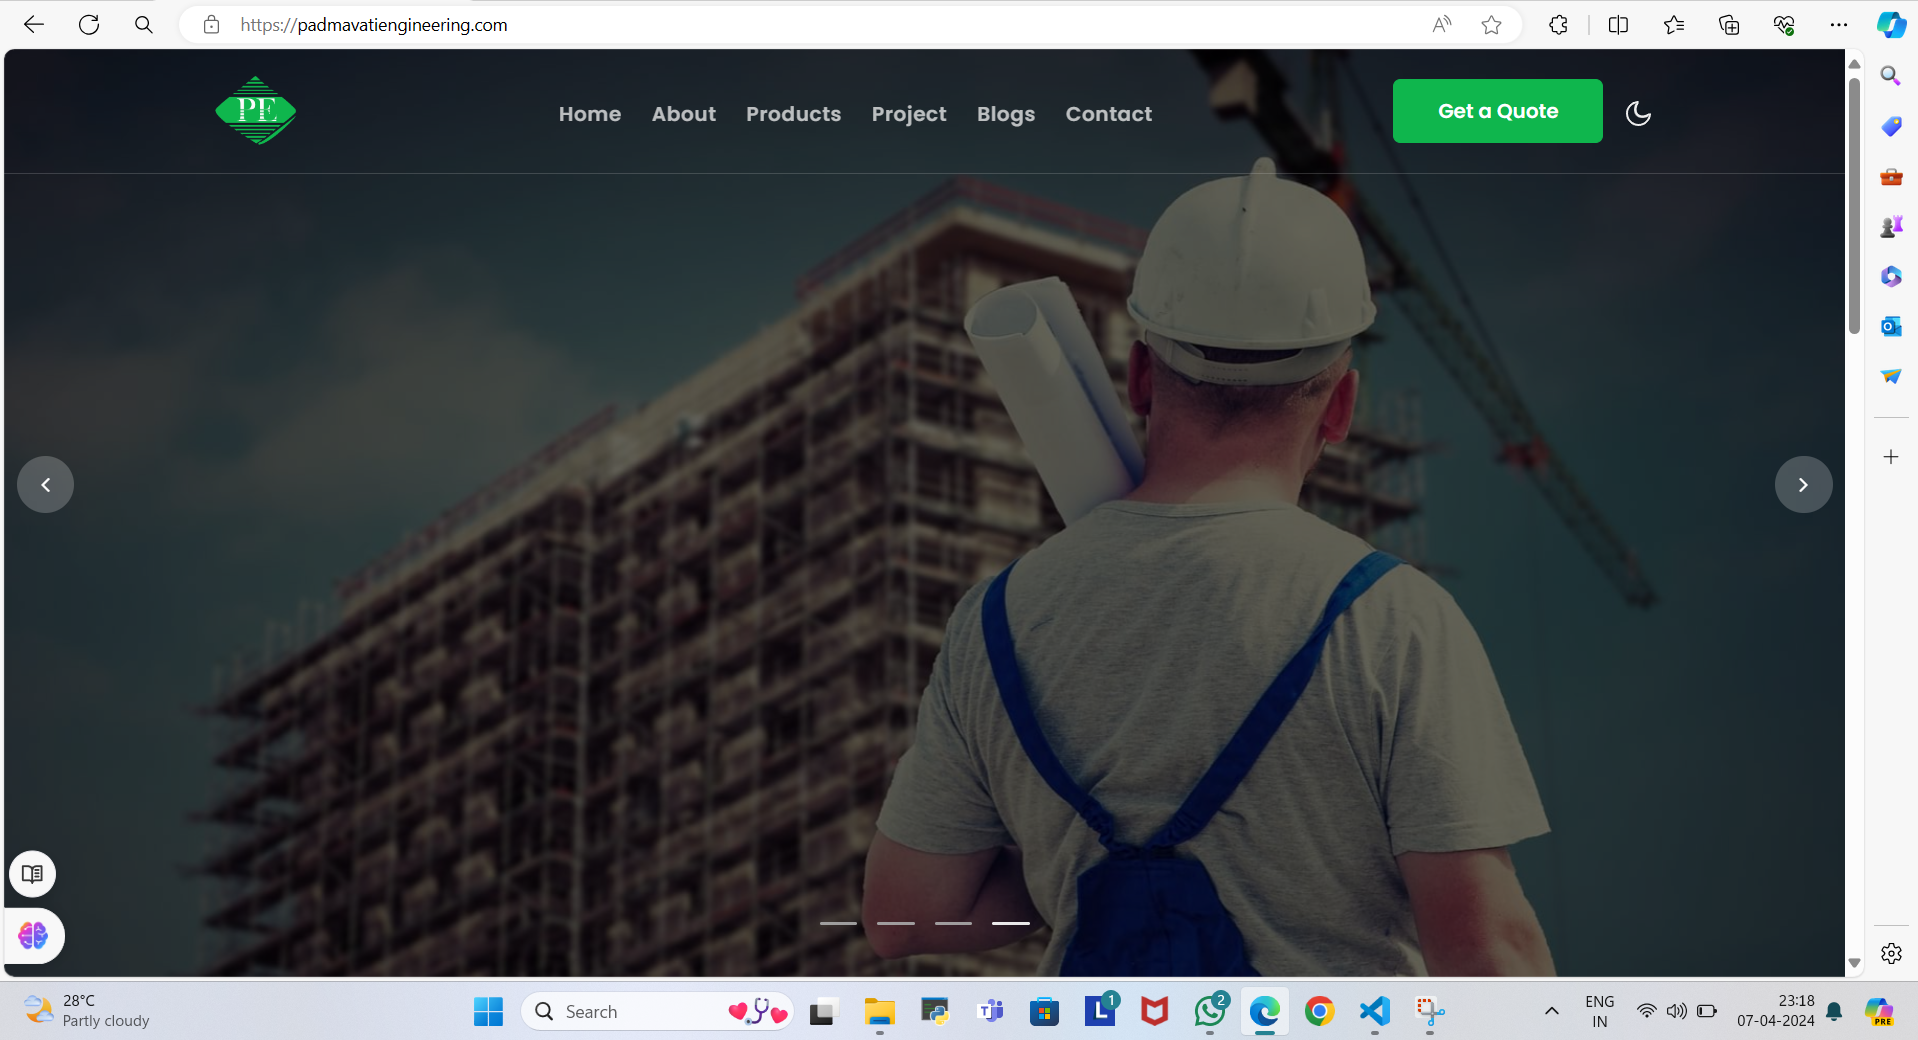 https://padmavatiengineering.com
PE
Home About Products Project Blogs Contact
Get a Quote
28°C
Partly cloudy
Search
1
2
ENG
IN
23:18
07-04-2024
PRE